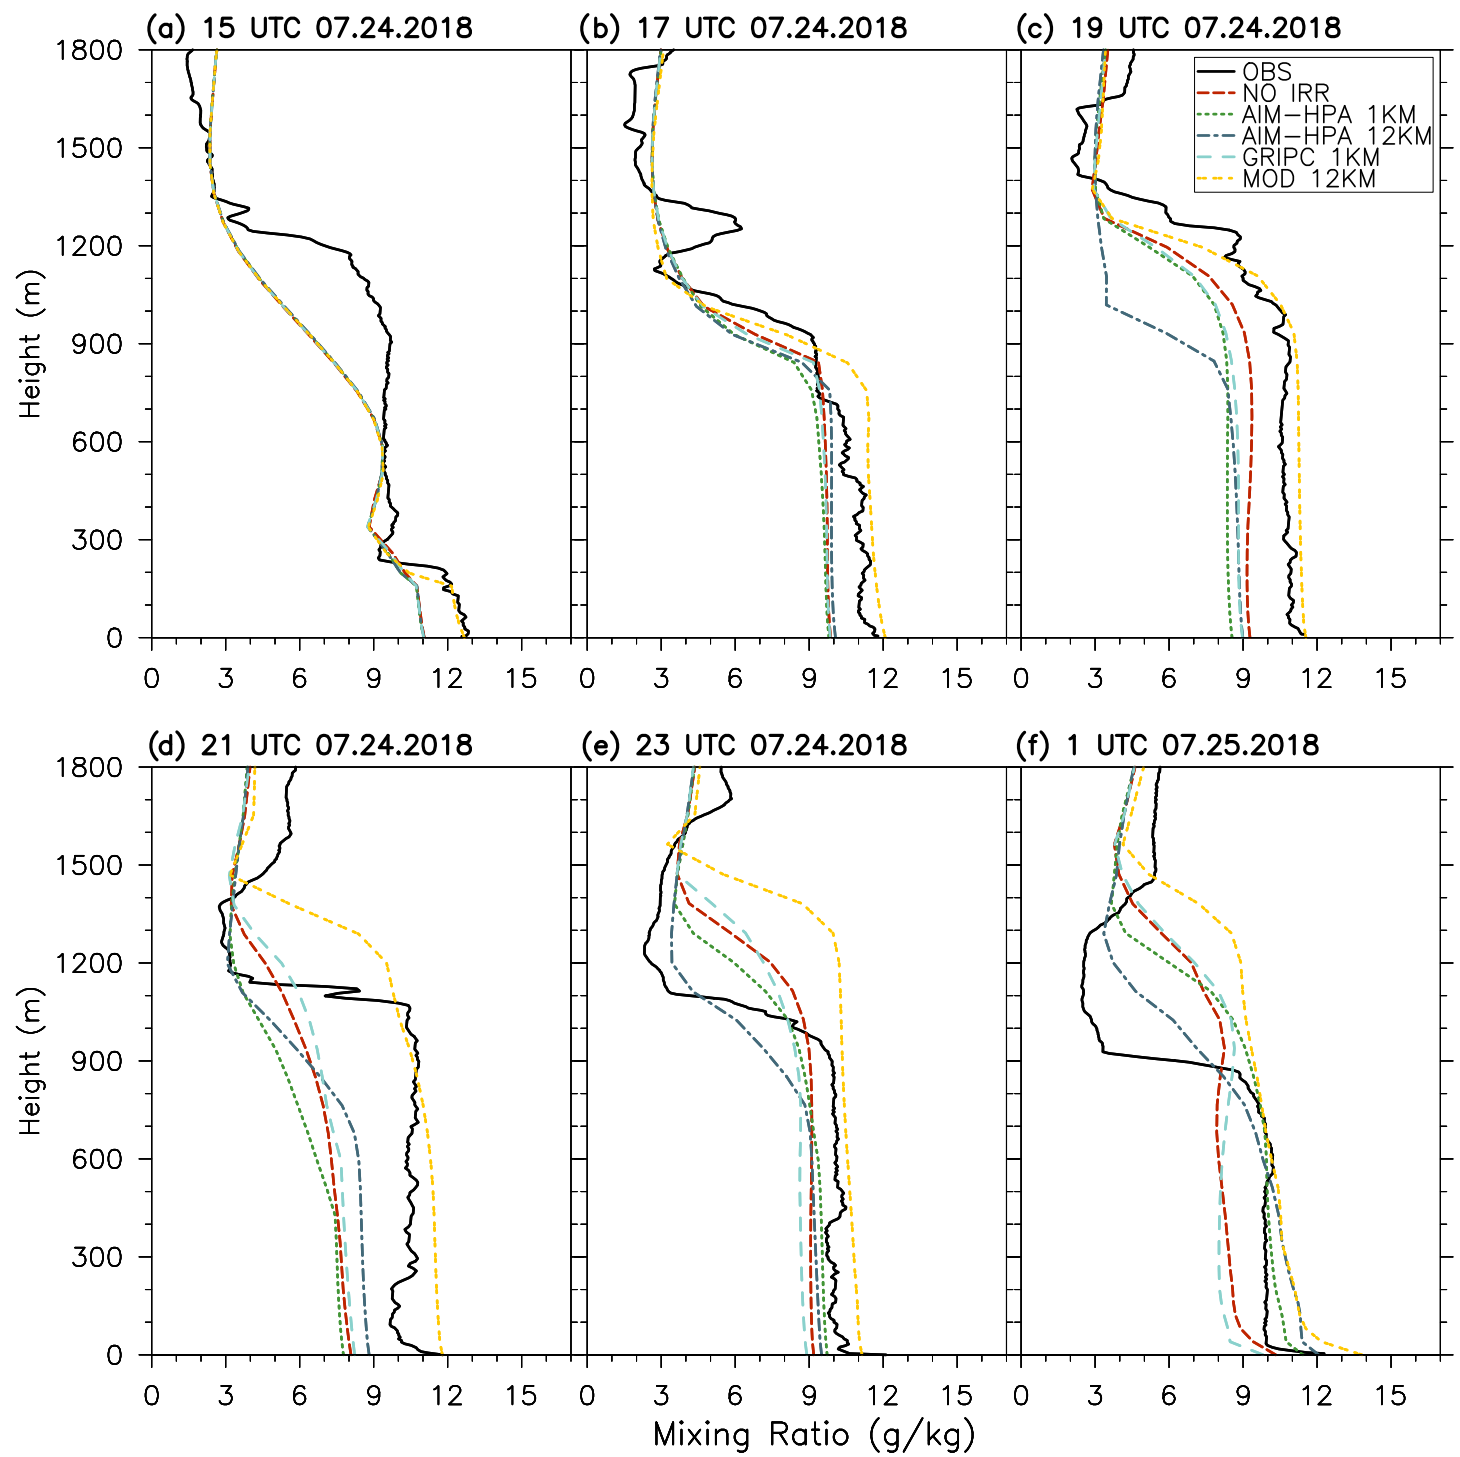 (a) 15 UTC 07.24.2018
(b) 17 UTC 07.24.2018
(c) 19 UTC 07.24.2018
1800
1500
1200
900
600
300
0
Height (m)
OBS
NO IRR
AIM-HPA 1KM
AIM-HPA 12KM
GRIPC 1KM
MOD 12KM
0 3 6 9 12 15
0 3 6 9 12 15
0 3 6 9 12 15
(d) 21 UTC 07.24.2018
(e) 23 UTC 07.24.2018
(f) 1 UTC 07.25.2018
1800
1500
1200
900
600
300
0
Height (m)
0 3 6 9 12 15
0 3 6 9 12 15
0 3 6 9 12 15
Mixing Ratio (g/kg)